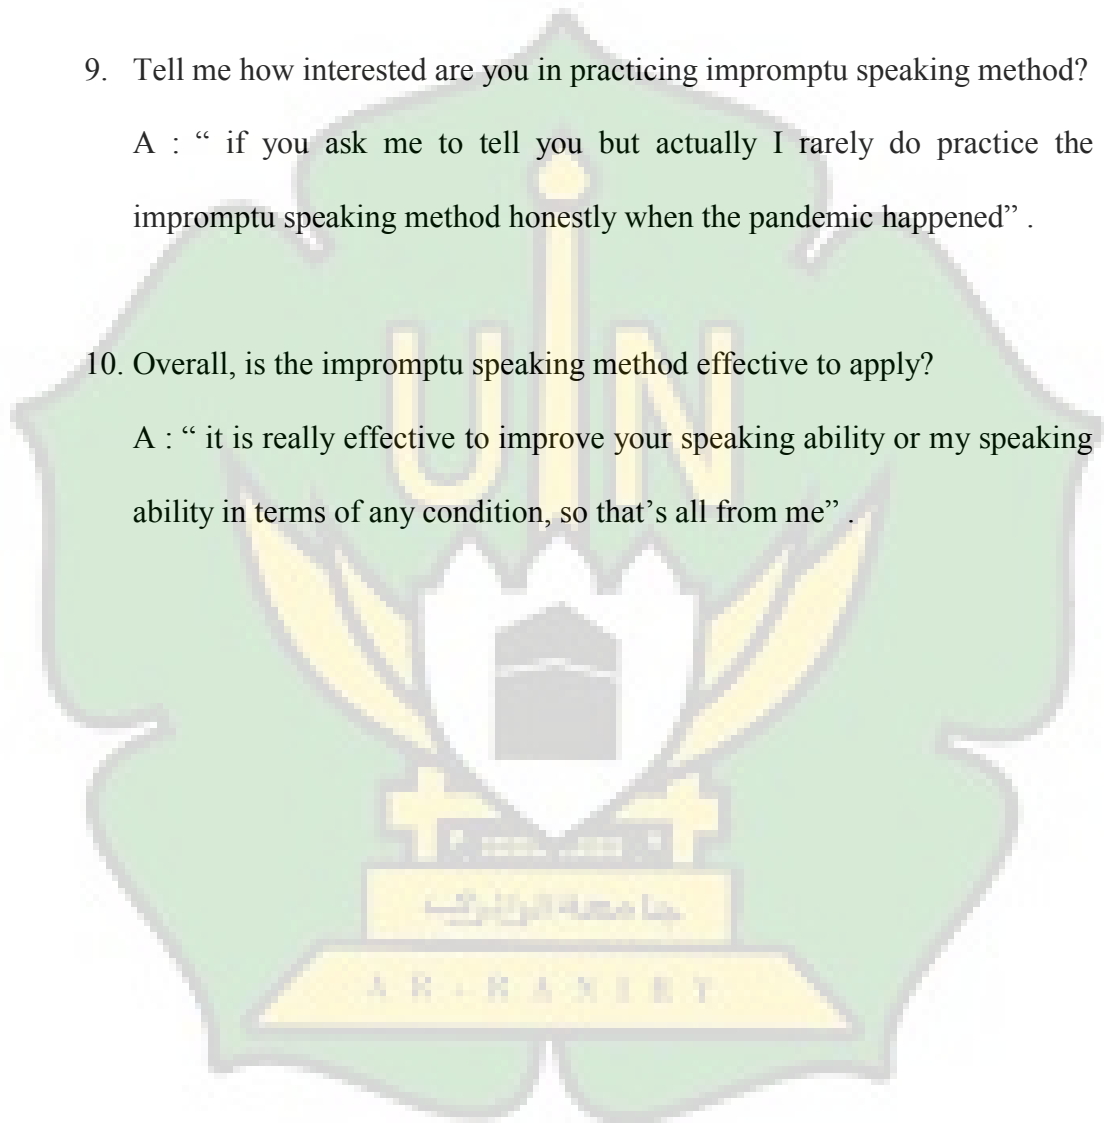 9. Tell me how interested are you in practicing impromptu speaking method?
A : “ if you ask me to tell you but actually I rarely do practice the
impromptu speaking method honestly when the pandemic happened” .
10. Overall, is the impromptu speaking method effective to apply?
A : “ it is really effective to improve your speaking ability or my speaking
ability in terms of any condition, so that’s all from me” .
UIN
جامعة الرانري
AR-RANIRY